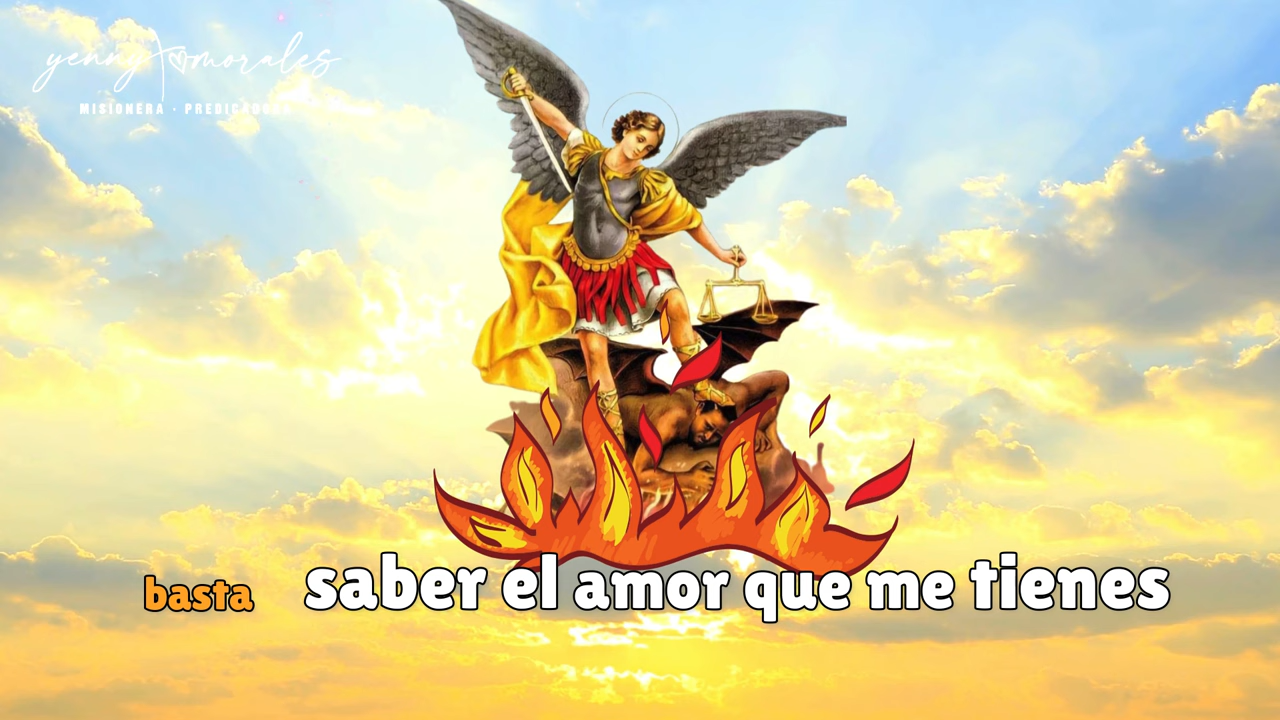 yenny morales
MISIONERA · PREDICADORA
basta saber el amor que me tienes